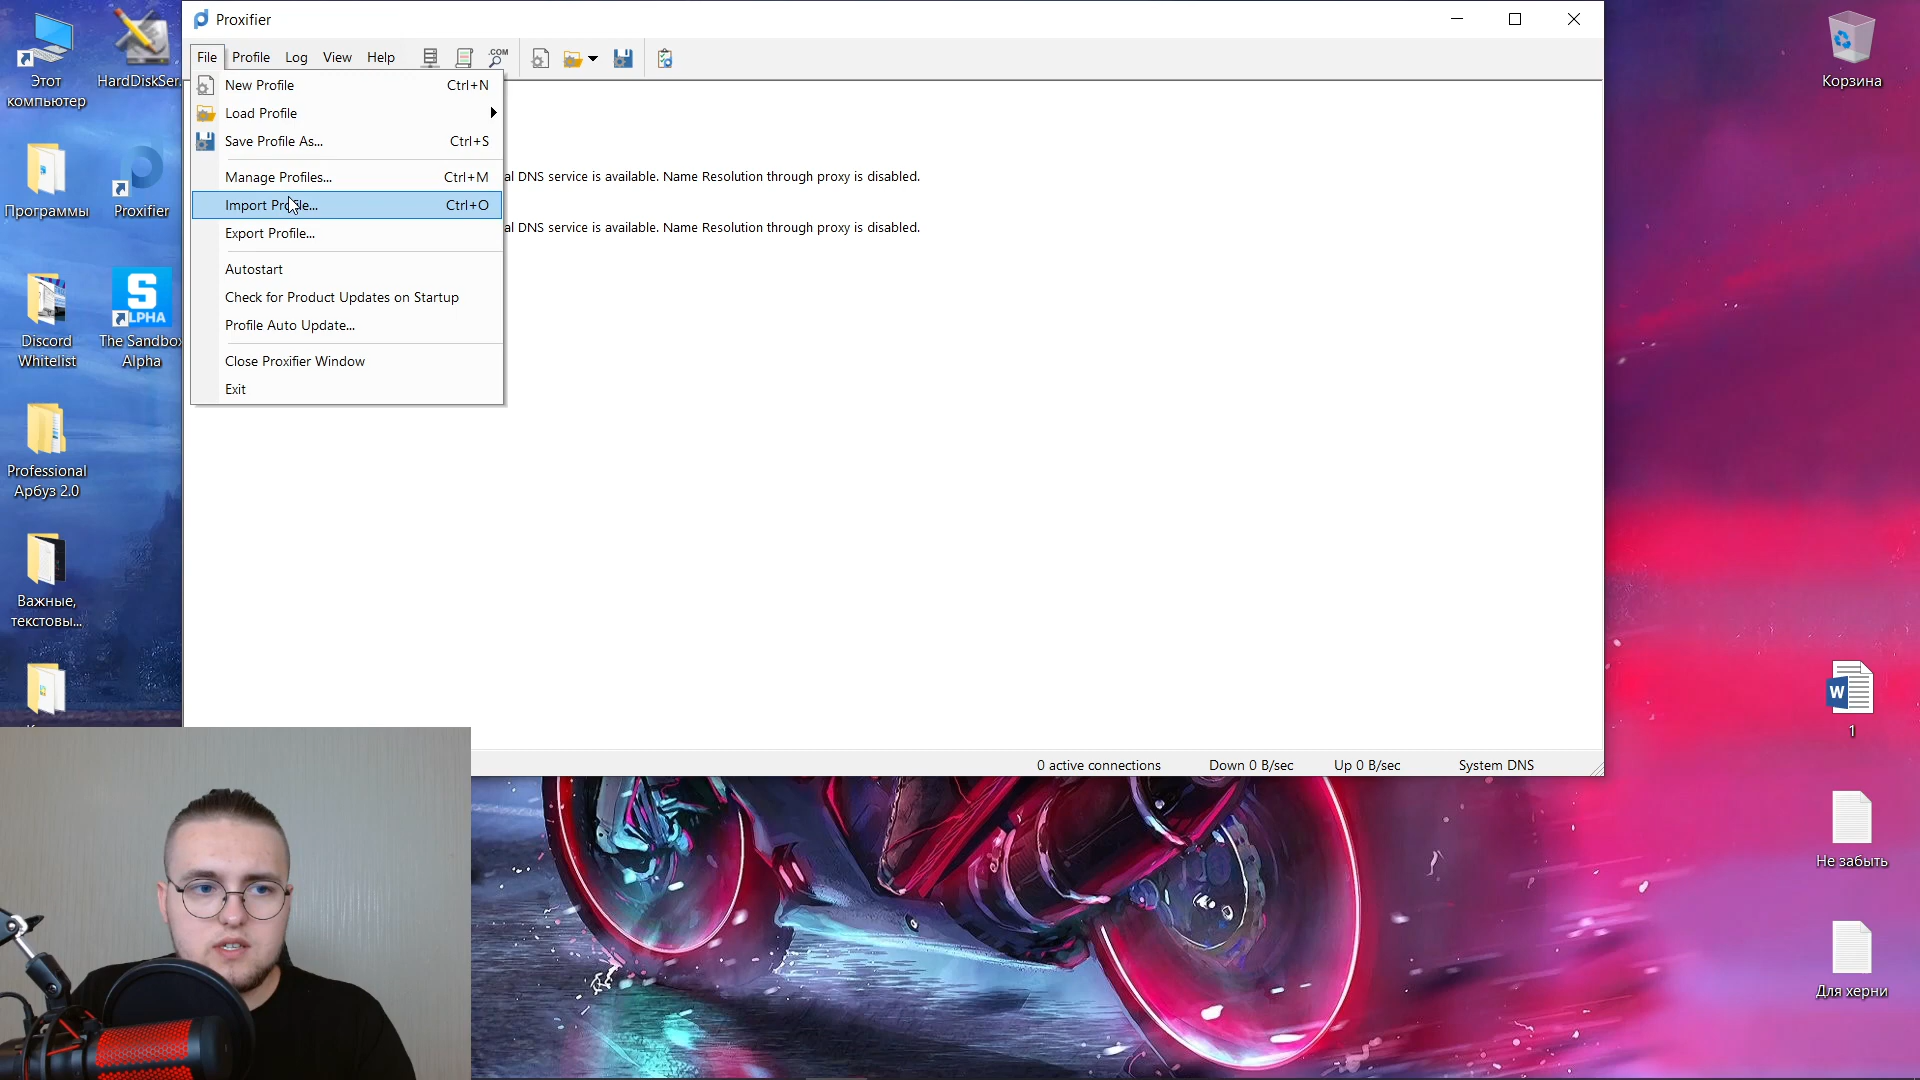 Этот
компьютер
HardDiskSer.
Программы
Proxifier
Discord
Whitelist
S
ALPHA
The Sandbox
Alpha
Professional
Арбуз 2.0
Важные,
текстовы...
Proxifier
File Profile Log View Help .COM
New Profile Ctrl+N
Load Profile
Save Profile As... Ctrl+S
Manage Profiles... Ctrl+M
Import Profile... Ctrl+O
Export Profile...
Autostart
Check for Product Updates on Startup
Profile Auto Update...
Close Proxifier Window
Exit
al DNS service is available. Name Resolution through proxy is disabled.
al DNS service is available. Name Resolution through proxy is disabled.
0 active connections Down 0 B/sec Up 0 B/sec System DNS
Корзина
W
1
Не забыть
Для херни